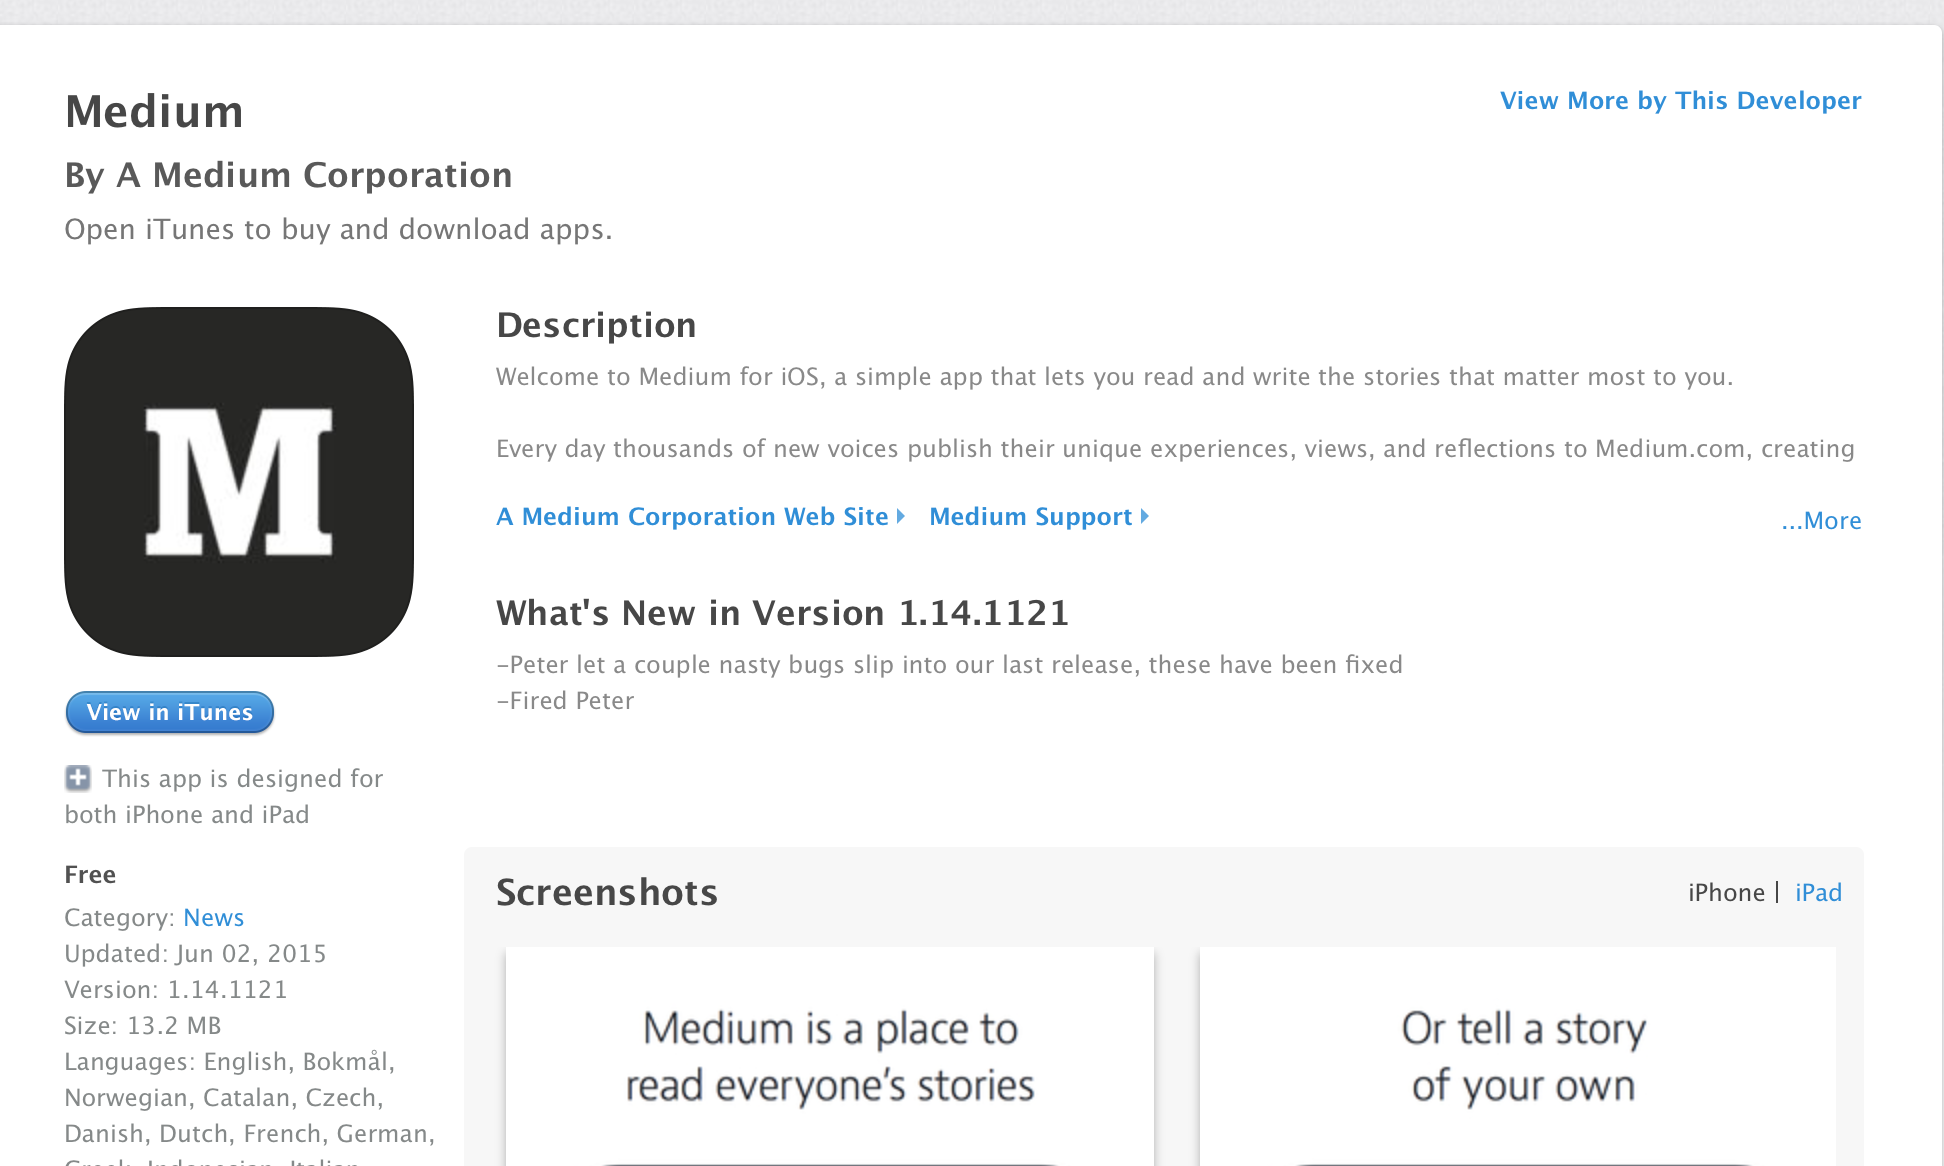 Medium
View More by This Developer
By A Medium Corporation
Open iTunes to buy and download apps.
M
View in iTunes
This app is designed for
both iPhone and iPad
Free
Category: News
Updated: Jun 02, 2015
Version: 1.14.1121
Size: 13.2 MB
Languages: English, Bokmål,
Norwegian, Catalan, Czech,
Danish, Dutch, French, German,
Greek, Indonesian, Italian,
Description
Welcome to Medium for iOS, a simple app that lets you read and write the stories that matter most to you.
Every day thousands of new voices publish their unique experiences, views, and reflections to Medium.com, creating
A Medium Corporation Web Site Medium Support
...More
What's New in Version 1.14.1121
-Peter let a couple nasty bugs slip into our last release, these have been fixed
-Fired Peter
Screenshots
iPhone | iPad
Medium is a place to
read everyone’s stories
Or tell a story
of your own